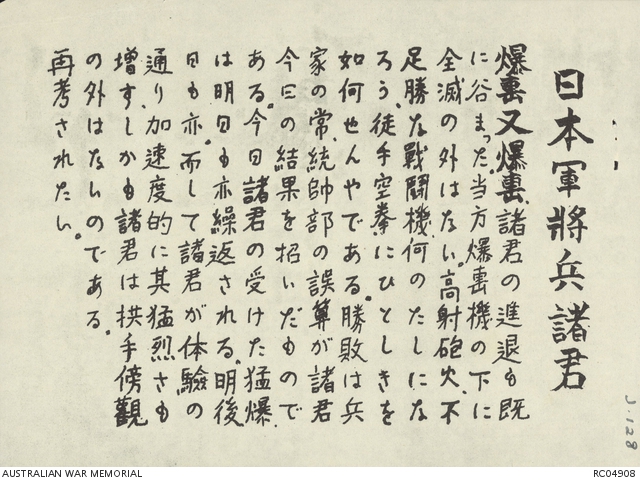 日本軍將兵諸君
爆撃又爆撃、諸君の進退も既
に谷まった。当方爆撃機の下に
全滅の外はない。高射砲火、不
足勝な戰鬪機何のたしにな
ろう、徒手空拳にひとしきを
如何せんやである。勝敗は兵
家の常、統帥部の誤算が諸君
今日の結果を招いたもので
ある。今日諸君の受けた猛爆
は明日も亦繰返される。明後
日も亦、而して諸君が体驗の
通り加速度的に其猛烈さも
増す。しかも諸君は拱手傍觀
の外はないのである。
再考されたい。
J.128
AUSTRALIAN WAR MEMORIAL
RC04908